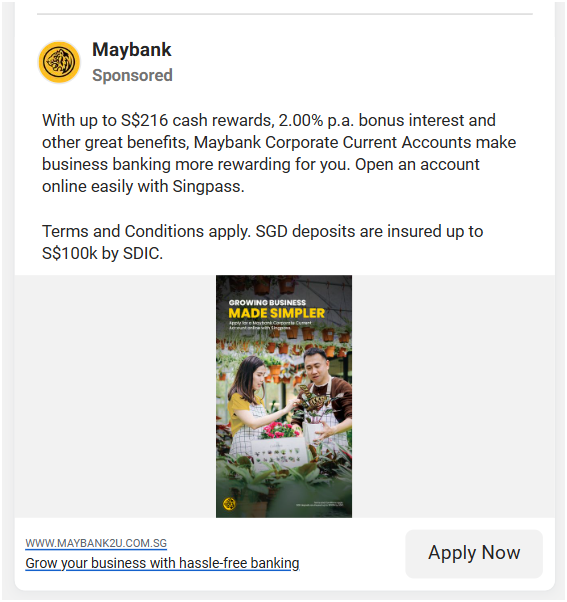 Maybank
Sponsored
With up to S$216 cash rewards, 2.00% p.a. bonus interest and
other great benefits, Maybank Corporate Current Accounts make
business banking more rewarding for you. Open an account
online easily with Singpass.
Terms and Conditions apply. SGD deposits are insured up to
S$100k by SDIC.
GROWING BUSINESS
MADE SIMPLER
Apply for a Maybank Corporate Current
Account online with Singpass.
WWW.MAYBANK2U.COM.SG
Grow your business with hassle-free banking
Apply Now